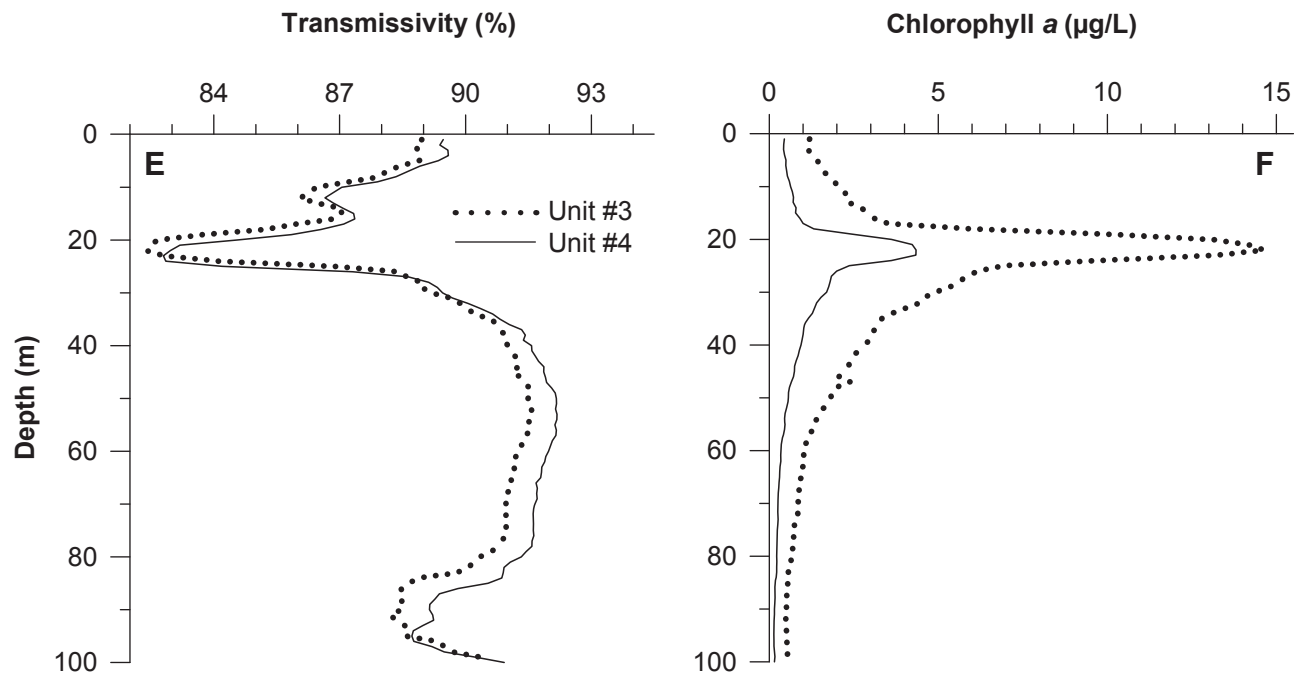 Transmissivity (%)
Chlorophyll a (µg/L)
84 87 90 93
0 5 10 15
0
20
40
60
80
100
Depth (m)
E
Unit #3
Unit #4
0
20
40
60
80
100
F